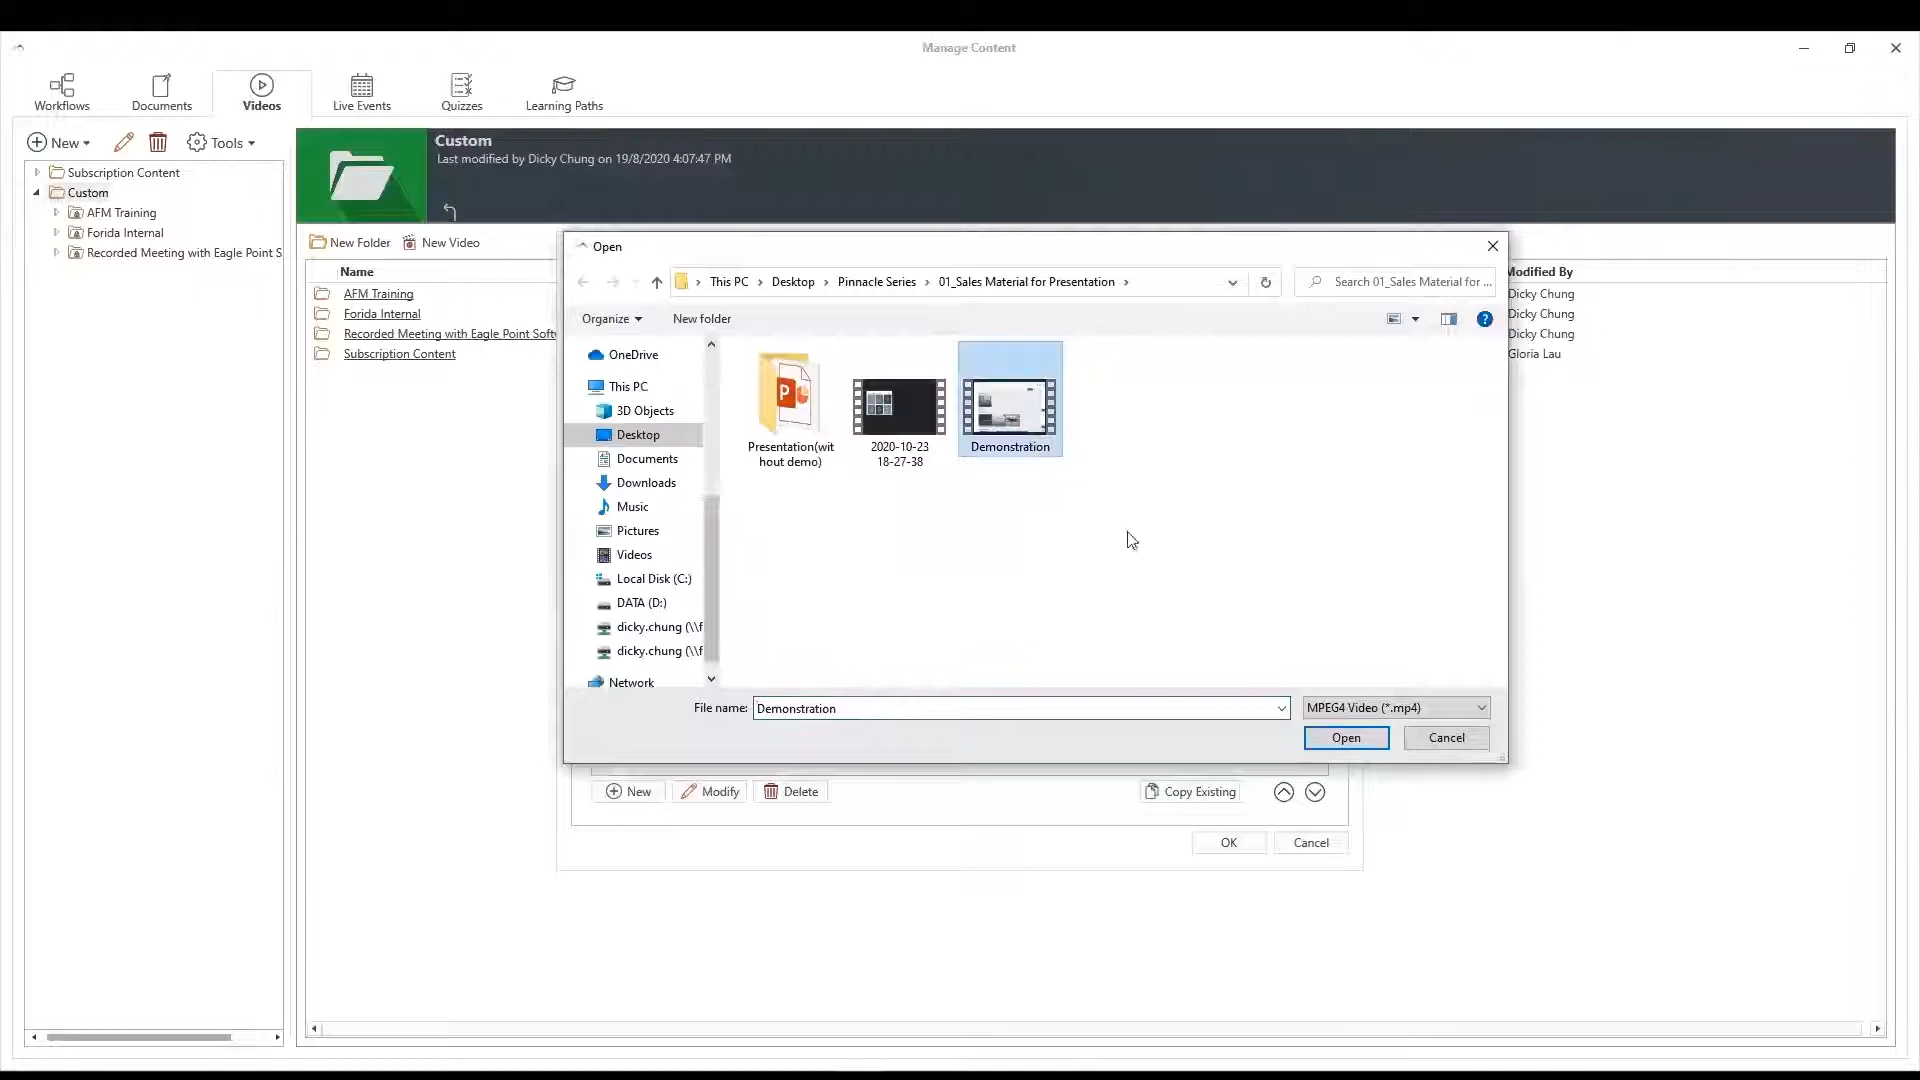 Manage Content
Workflows
Documents
Videos
Live Events
Quizzes
Learning Paths
New
Tools
Subscription Content
Custom
AFM Training
Forida Internal
Recorded Meeting with Eagle Point S
Custom
Last modified by Dicky Chung on 19/8/2020 4:07:47 PM
New Folder
New Video
Name
Modified By
AFM Training
Dicky Chung
Forida Internal
Dicky Chung
Recorded Meeting with Eagle Point Softw
Dicky Chung
Subscription Content
Gloria Lau
Open
This PC > Desktop > Pinnacle Series > 01_Sales Material for Presentation >
Search 01_Sales Material for ...
Organize
New folder
OneDrive
This PC
3D Objects
Desktop
Documents
Downloads
Music
Pictures
Videos
Local Disk (C:)
DATA (D:)
dicky.chung (\\f
dicky.chung (\\f
Network
P
Presentation(wit
hout demo)
2020-10-23
18-27-38
Demonstration
File name:
Demonstration
MPEG4 Video (*.mp4)
Open
Cancel
New
Modify
Delete
Copy Existing
OK
Cancel